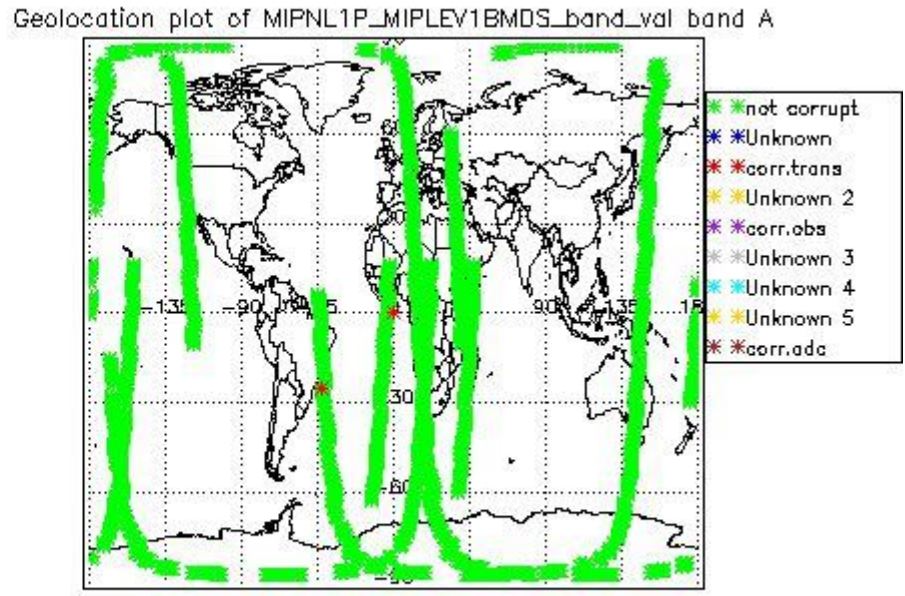 Geolocation plot of MIPNL1P_MIPLEV1BMDS_band_val band A
not corrupt
Unknown
corr.trans
Unknown 2
corr.obs
Unknown 3
Unknown 4
Unknown 5
corr.adc
-135
-90
90
135
30
-60